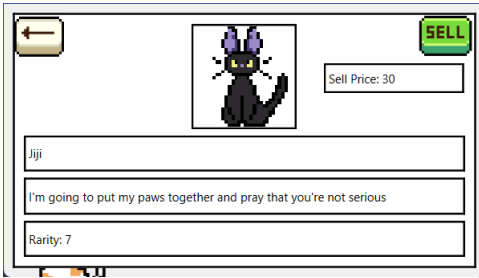 SELL
Sell Price: 30
Jiji
I'm going to put my paws together and pray that you're not serious
Rarity: 7